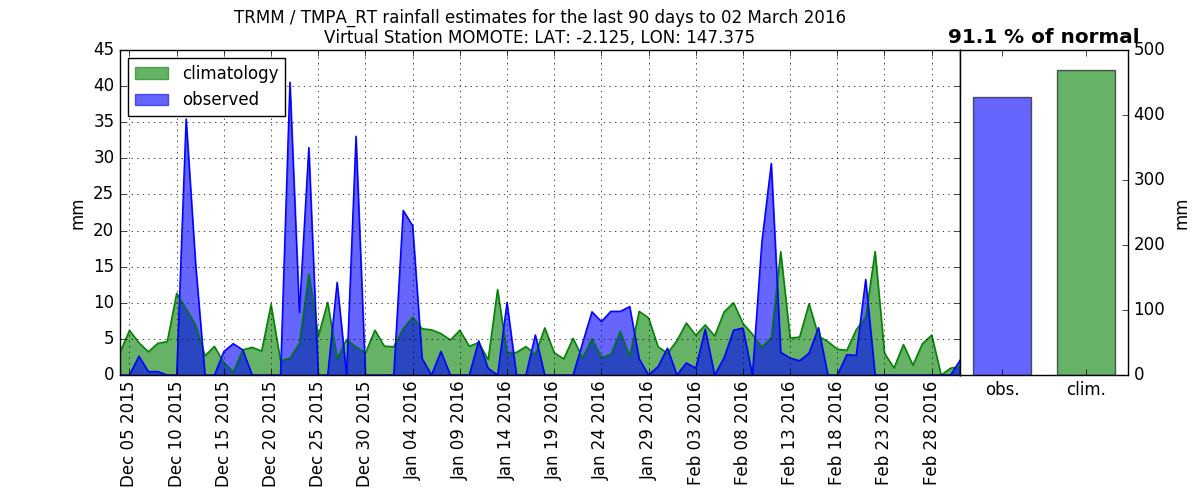 TRMM / TMPA_RT rainfall estimates for the last 90 days to 02 March 2016
Virtual Station MOMOTE: LAT: -2.125, LON: 147.375
91.1 % of normal
climatology
observed
45
40
35
30
25
20
15
10
5
0
mm
500
400
300
200
100
0
mm
obs.
clim.
Dec 05 2015
Dec 10 2015
Dec 15 2015
Dec 20 2015
Dec 25 2015
Dec 30 2015
Jan 04 2016
Jan 09 2016
Jan 14 2016
Jan 19 2016
Jan 24 2016
Jan 29 2016
Feb 03 2016
Feb 08 2016
Feb 13 2016
Feb 18 2016
Feb 23 2016
Feb 28 2016